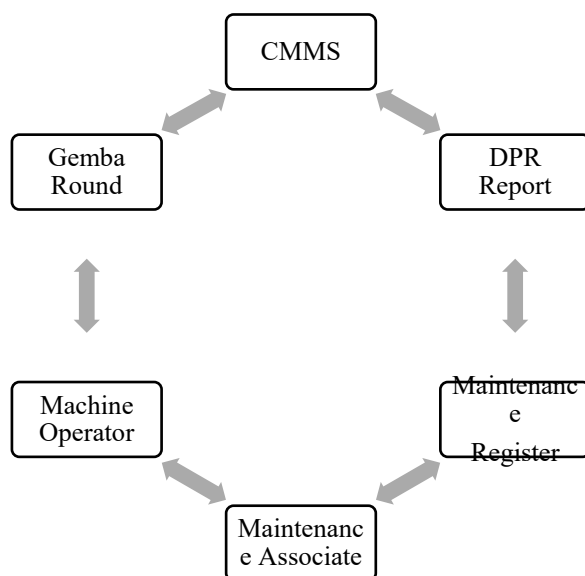 CMMS
Gemba
Round
DPR
Report
Machine
Operator
Maintenanc
e
Register
Maintenanc
e Associate